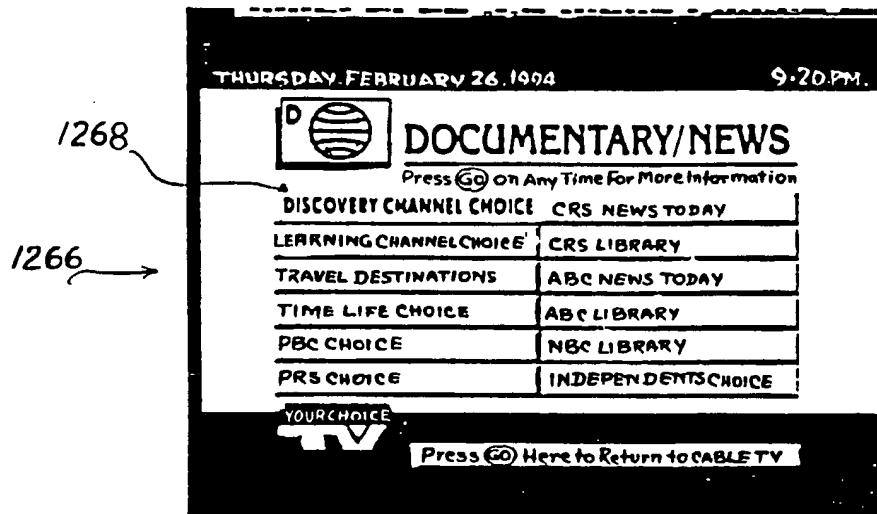 THURSDAY.FEBRUARY 26.1994 9.20.PM.
D
DOCUMENTARY/NEWS
1268
Press GO on Any Time For More Information
DISCOVERY CHANNEL CHOICE CRS NEWS TODAY
LEARNING CHANNEL CHOICE CRS LIBRARY
1266
TRAVEL DESTINATIONS ABC NEWS TODAY
TIME LIFE CHOICE ABC LIBRARY
PBC CHOICE NBC LIBRARY
PRS CHOICE INDEPENDENTS CHOICE
YOUR CHOICE
TV
Press GO Here to Return to CABLE TV